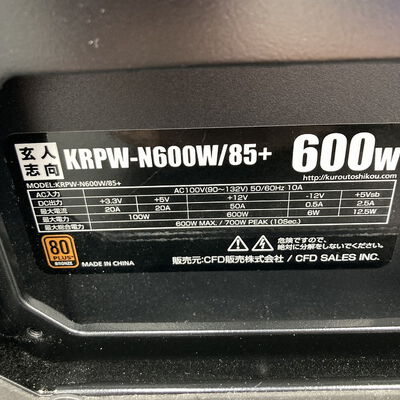 玄人
志向
KRPW-N600W/85+ 600W
http://kuroutoshikou.com/
MODEL:KRPW-N600W/85+
AC入力 AC100V(90〜132V) 50/60Hz 10A
DC出力 +3.3V +5V +12V -12V +5Vsb
最大電流 20A 20A 50A 0.5A 2.5A
最大電力 100W 600W 6W 12.5W
最大総合電力 600W MAX. / 700W PEAK (10Sec.)
80
PLUS
BRONZE
MADE IN CHINA
危険ですので、
絶対に分解をしないでください。
販売元:CFD販売株式会社 / CFD SALES INC.